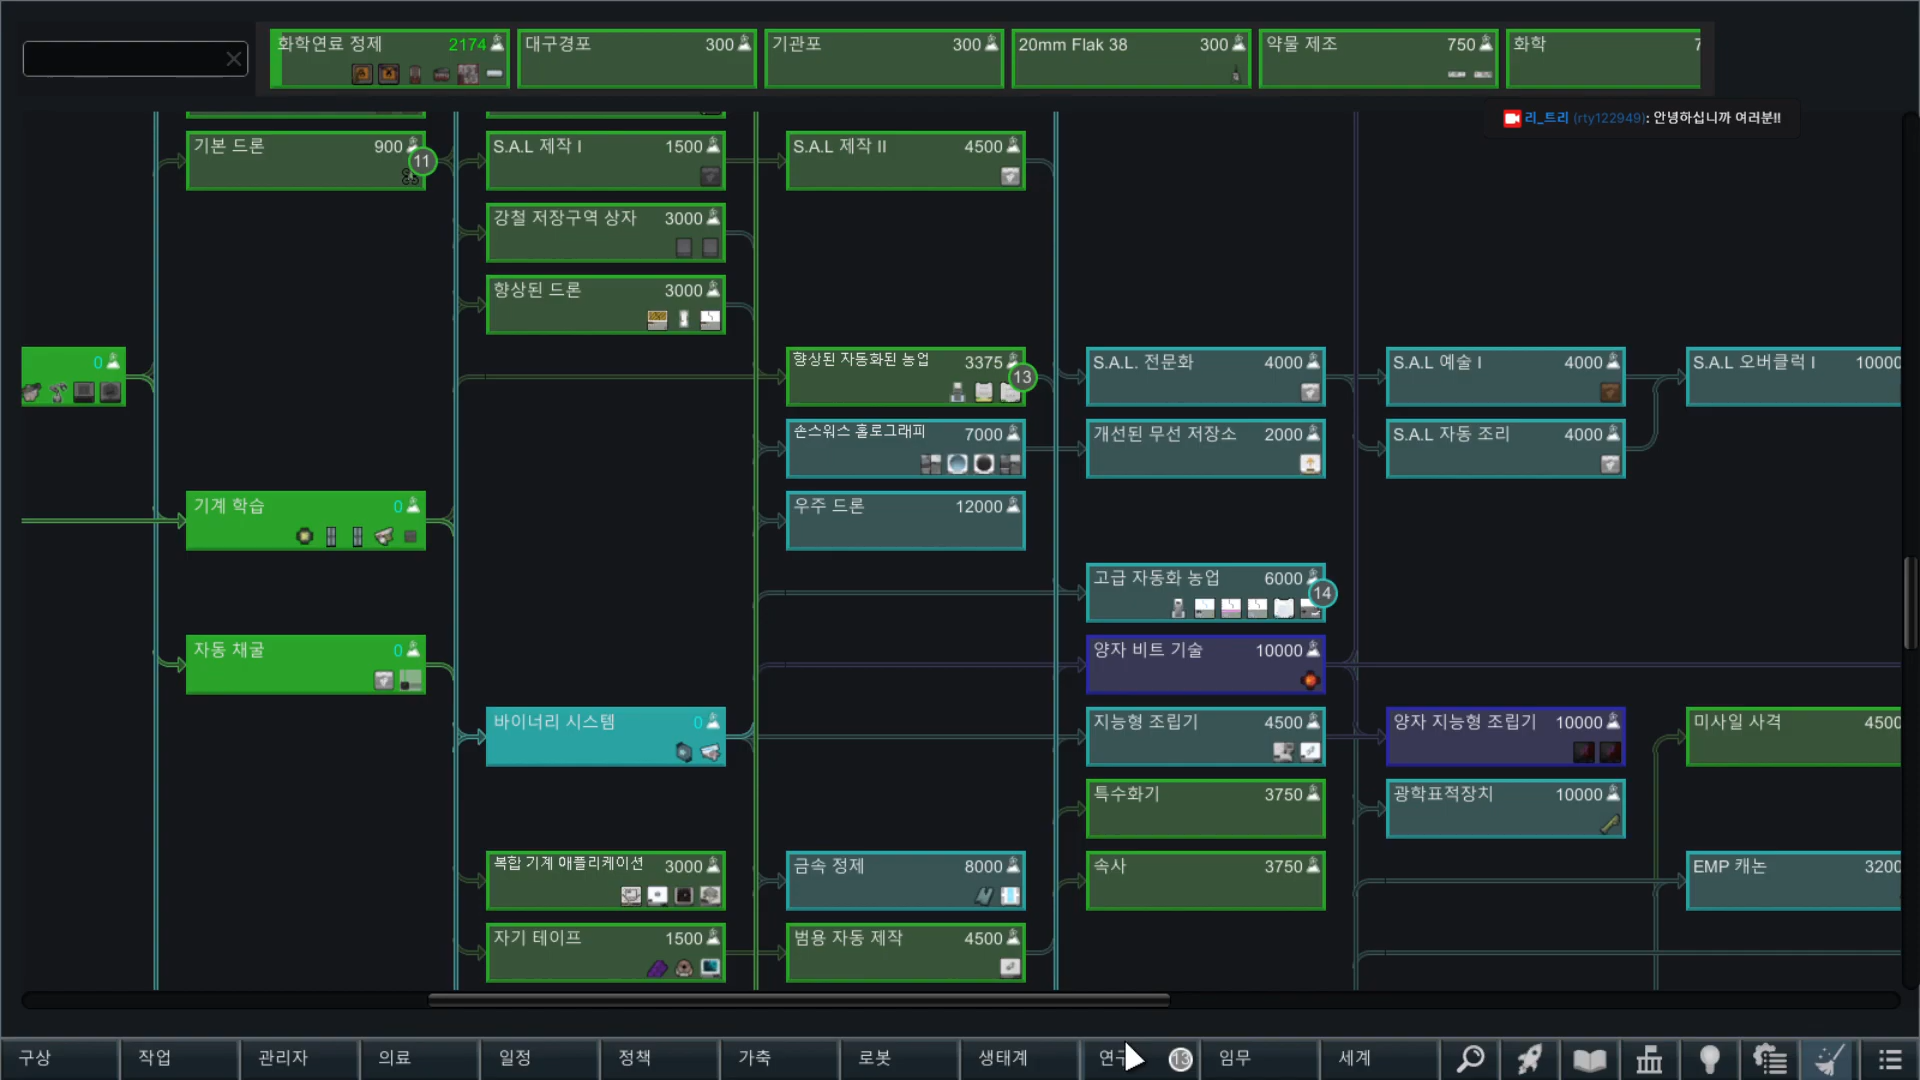 화학연료 정제 2174
대구경포 300
기관포 300
20mm Flak 38 300
약물 제조 750
화학 7
리_트리 (rty122949): 안녕하십니까 여러분!!
기본 드론 900
11
S.A.L 제작 I 1500
S.A.L 제작 II 4500
강철 저장구역 상자 3000
향상된 드론 3000
0
향상된 자동화된 농업 3375
13
S.A.L. 전문화 4000
S.A.L 예술 I 4000
S.A.L 오버클럭 I 10000
손스워스 홀로그래피 7000
개선된 무선 저장소 2000
S.A.L 자동 조리 4000
기계 학습 0
우주 드론 12000
고급 자동화 농업 6000
14
자동 채굴 0
양자 비트 기술 10000
바이너리 시스템 0
지능형 조립기 4500
양자 지능형 조립기 10000
미사일 사격 4500
특수화기 3750
광학표적장치 10000
복합 기계 애플리케이션 3000
금속 정제 8000
속사 3750
EMP 캐논 3200
자기 테이프 1500
범용 자동 제작 4500
구상 작업 관리자 의료 일정 정책 가축 로봇 생태계 연구 13 임무 세계